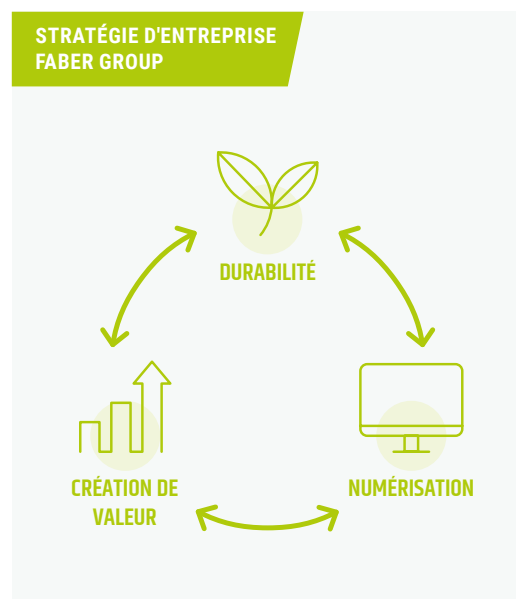 STRATÉGIE D'ENTREPRISE
FABER GROUP
DURABILITÉ
CRÉATION DE
VALEUR
NUMÉRISATION